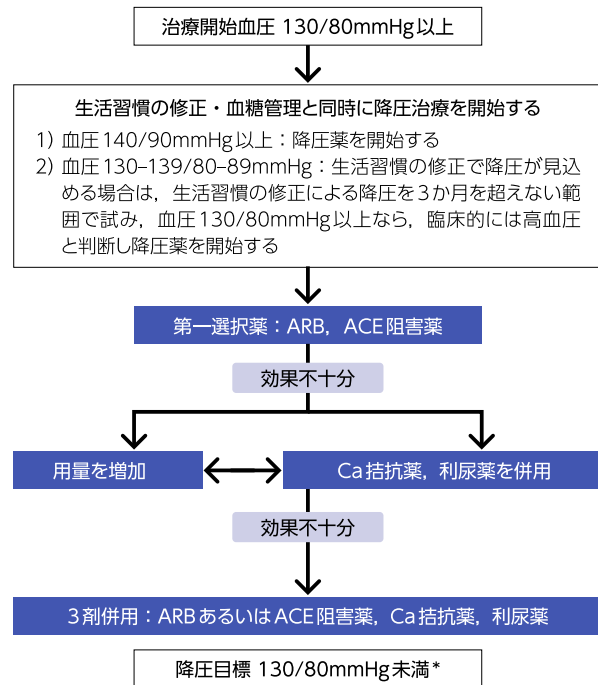 治療開始血圧 130/80mmHg以上
生活習慣の修正・血糖管理と同時に降圧治療を開始する
1) 血圧140/90mmHg以上：降圧薬を開始する
2) 血圧130–139/80–89mmHg：生活習慣の修正で降圧が見込
める場合は，生活習慣の修正による降圧を3か月を超えない範
囲で試み，血圧130/80mmHg以上なら，臨床的には高血圧
と判断し降圧薬を開始する
第一選択薬：ARB，ACE阻害薬
効果不十分
用量を増加
Ca拮抗薬，利尿薬を併用
効果不十分
3剤併用：ARBあるいはACE阻害薬，Ca拮抗薬，利尿薬
降圧目標 130/80mmHg未満*